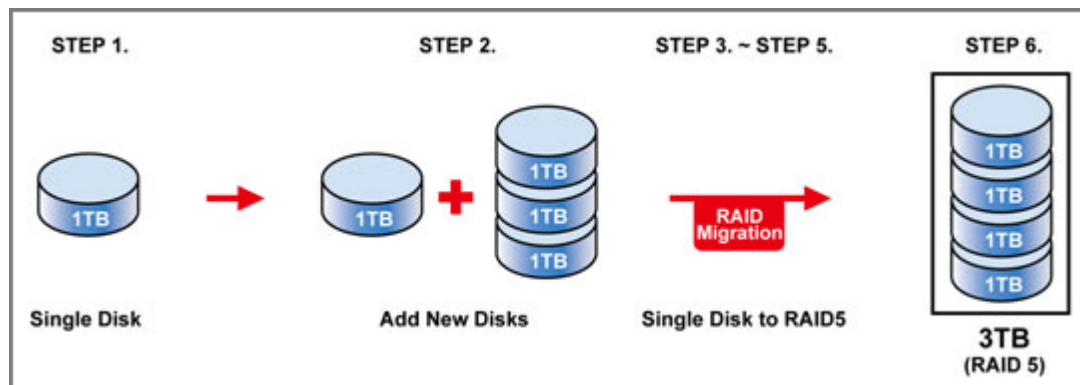 STEP 1.
STEP 2.
STEP 3. ~ STEP 5.
STEP 6.
1TB
1TB
1TB
1TB
1TB
RAID
Migration
1TB
1TB
1TB
1TB
Single Disk
Add New Disks
Single Disk to RAID5
3TB
(RAID 5)